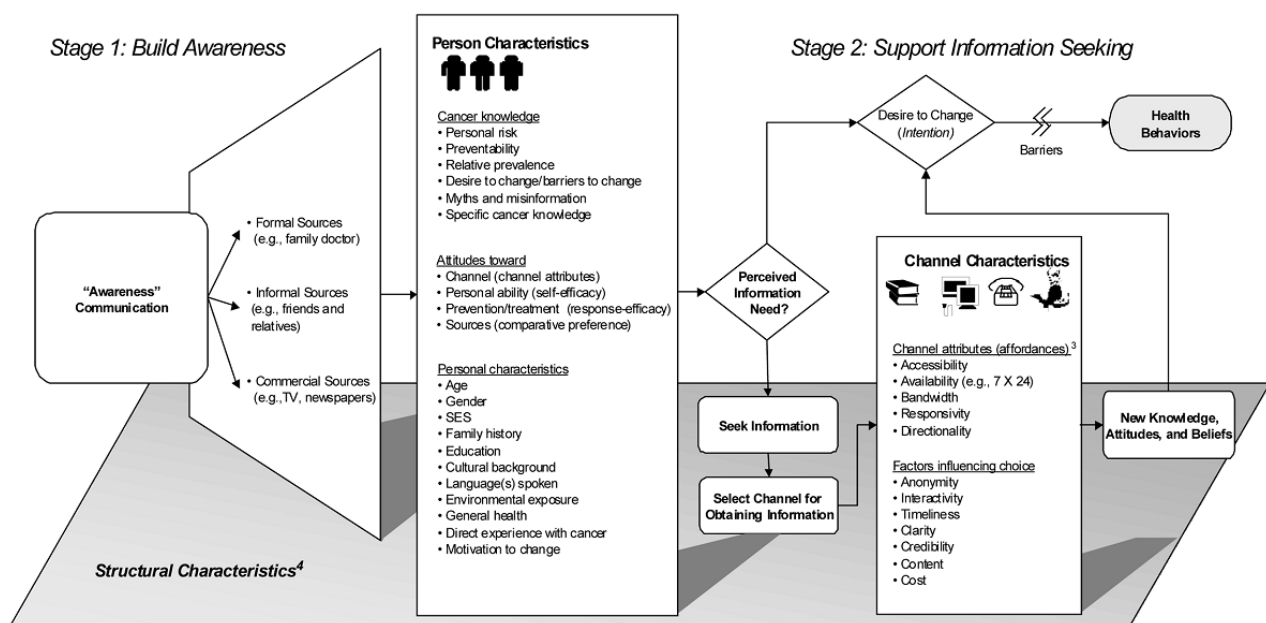 Stage 1: Build Awareness
“Awareness”
Communication
• Formal Sources
(e.g., family doctor)
• Informal Sources
(e.g., friends and
relatives)
• Commercial Sources
(e.g.,TV, newspapers)
Structural Characteristics4
Person Characteristics
Cancer knowledge
• Personal risk
• Preventability
• Relative prevalence
• Desire to change/barriers to change
• Myths and misinformation
• Specific cancer knowledge
Attitudes toward
• Channel (channel attributes)
• Personal ability (self-efficacy)
• Prevention/treatment (response-efficacy)
• Sources (comparative preference)
Personal characteristics
• Age
• Gender
• SES
• Family history
• Education
• Cultural background
• Language(s) spoken
• Environmental exposure
• General health
• Direct experience with cancer
• Motivation to change
Stage 2: Support Information Seeking
Perceived
Information
Need?
Desire to Change
(Intention)
Barriers
Health
Behaviors
Seek Information
Select Channel for
Obtaining Information
Channel Characteristics
Channel attributes (affordances) 3
• Accessibility
• Availability (e.g., 7 X 24)
• Bandwidth
• Responsivity
• Directionality
Factors influencing choice
• Anonymity
• Interactivity
• Timeliness
• Clarity
• Credibility
• Content
• Cost
New Knowledge,
Attitudes, and Beliefs